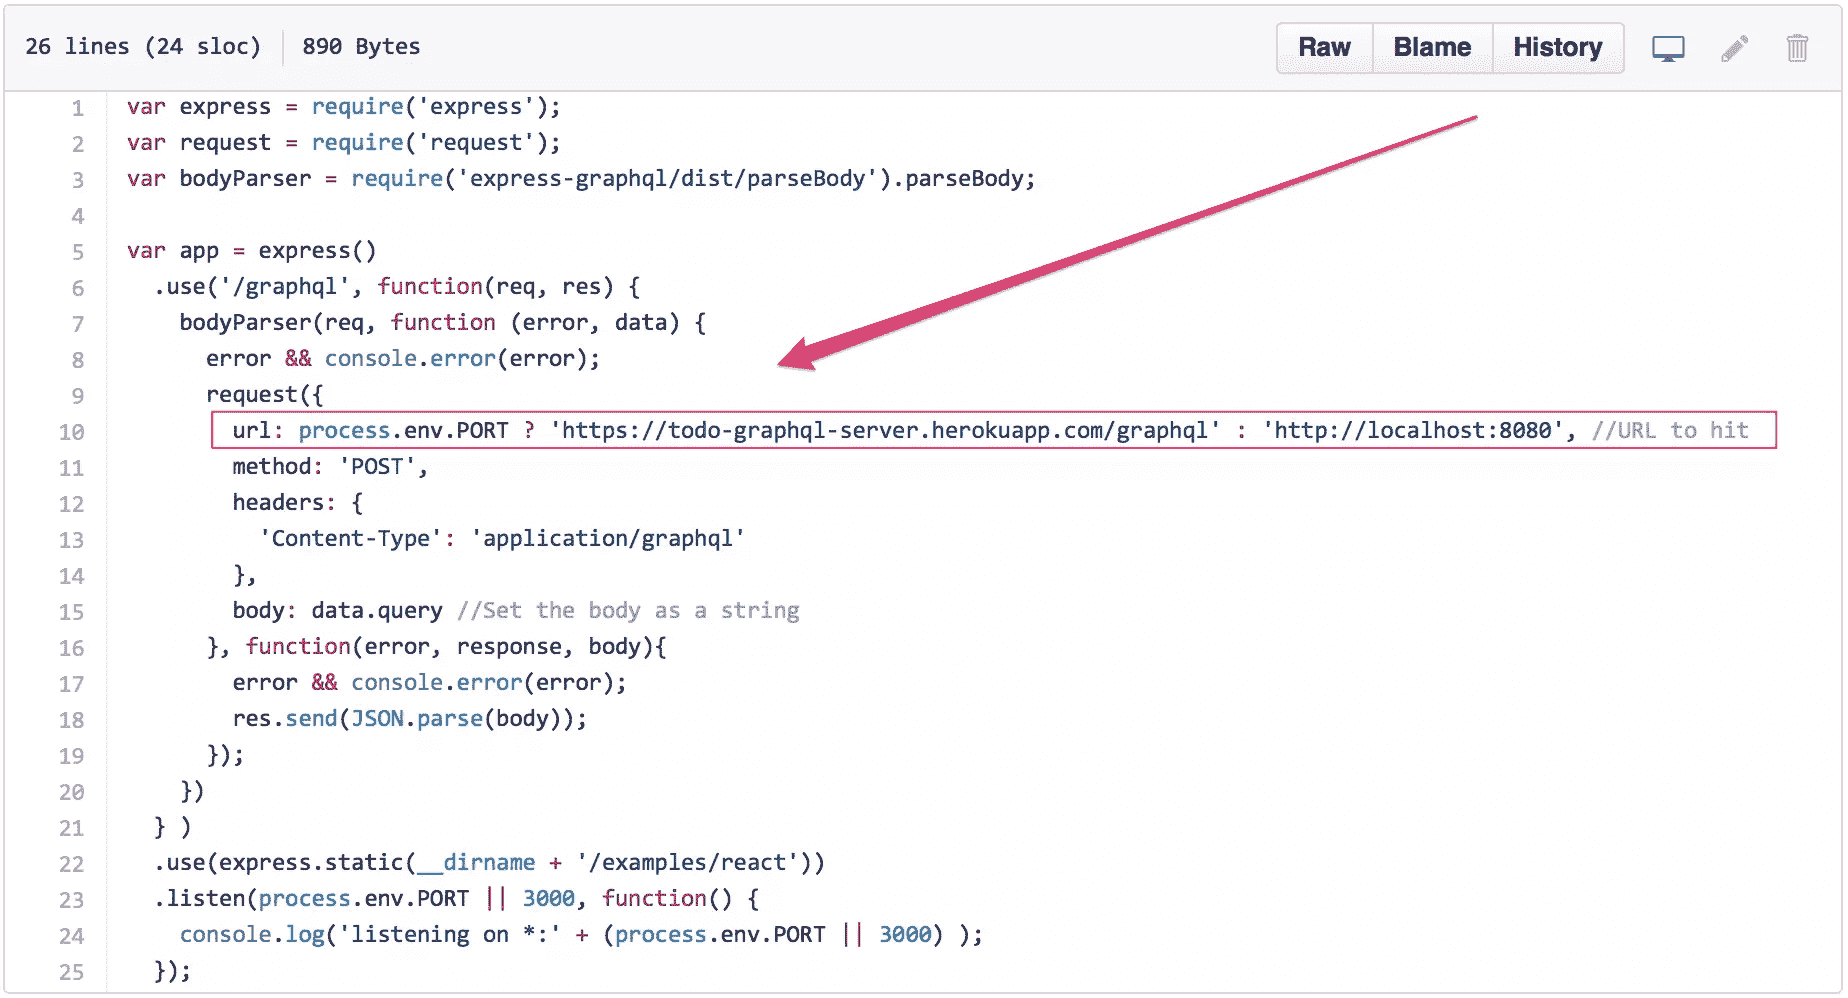 26 lines (24 sloc) 890 Bytes Raw Blame History
1 var express = require('express');
2 var request = require('request');
3 var bodyParser = require('express-graphql/dist/parseBody').parseBody;
4
5 var app = express()
6 .use('/graphql', function(req, res) {
7 bodyParser(req, function (error, data) {
8 error && console.error(error);
9 request({
10 url: process.env.PORT ? 'https://todo-graphql-server.herokuapp.com/graphql' : 'http://localhost:8080', //URL to hit
11 method: 'POST',
12 headers: {
13 'Content-Type': 'application/graphql'
14 },
15 body: data.query //Set the body as a string
16 }, function(error, response, body){
17 error && console.error(error);
18 res.send(JSON.parse(body));
19 });
20 })
21 } )
22 .use(express.static(__dirname + '/examples/react'))
23 .listen(process.env.PORT || 3000, function() {
24 console.log('listening on *:' + (process.env.PORT || 3000) );
25 });